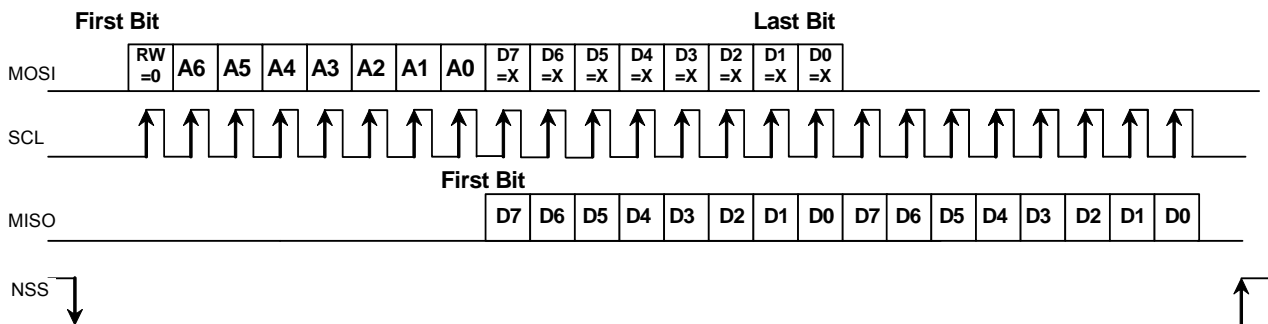 First Bit Last Bit
MOSI RW =0 A6 A5 A4 A3 A2 A1 A0 D7 =X D6 =X D5 =X D4 =X D3 =X D2 =X D1 =X D0 =X
SCL
First Bit
MISO D7 D6 D5 D4 D3 D2 D1 D0 D7 D6 D5 D4 D3 D2 D1 D0
NSS